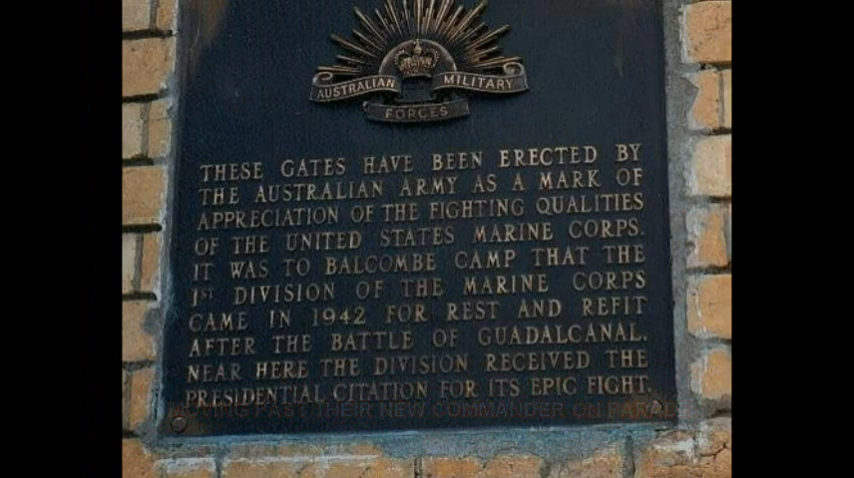 AUSTRALIAN MILITARY
FORCES
THESE GATES HAVE BEEN ERECTED BY
THE AUSTRALIAN ARMY AS A MARK OF
APPRECIATION OF THE FIGHTING QUALITIES
OF THE UNITED STATES MARINE CORPS.
IT WAS TO BALCOMBE CAMP THAT THE
1ST DIVISION OF THE MARINE CORPS
CAME IN 1942 FOR REST AND REFIT
AFTER THE BATTLE OF GUADALCANAL.
NEAR HERE THE DIVISION RECEIVED THE
PRESIDENTIAL CITATION FOR ITS EPIC FIGHT.
MOVING PAST THEIR NEW COMMANDER ON PARAD